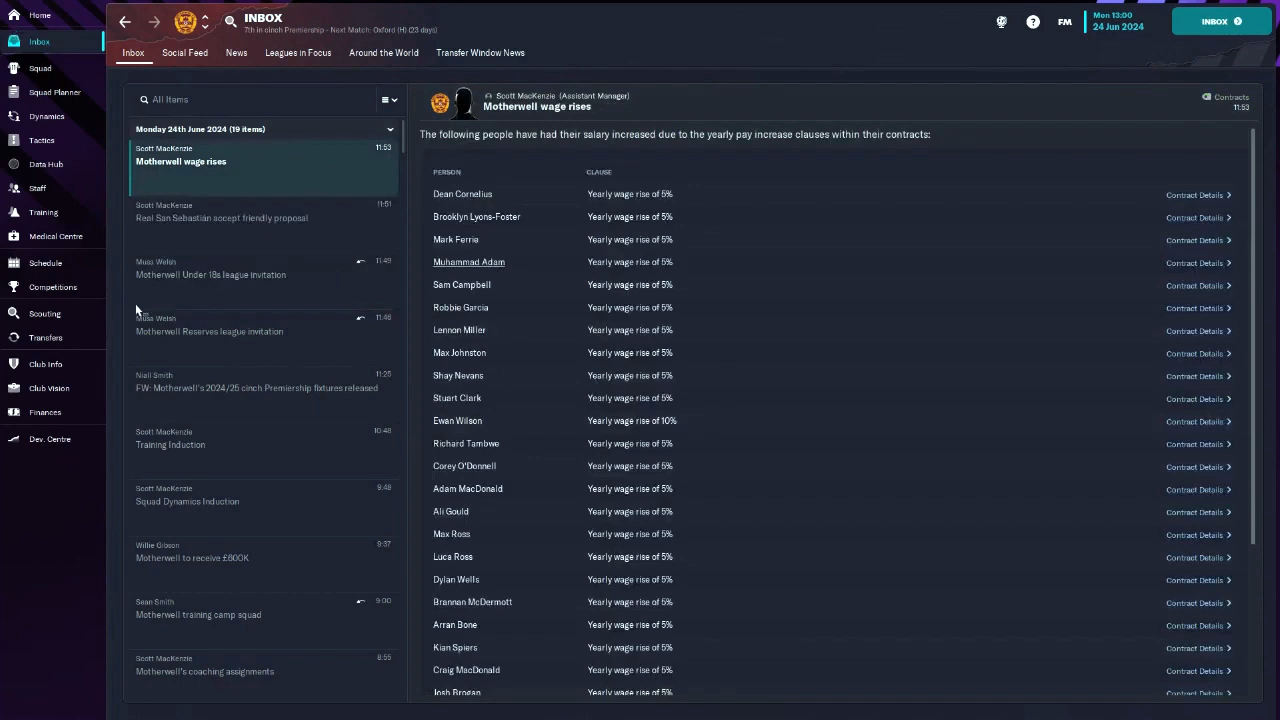 Home
Inbox
Squad
Squad Planner
Dynamics
Tactics
Data Hub
Staff
Training
Medical Centre
Schedule
Competitions
Scouting
Transfers
Club Info
Club Vision
Finances
Dev. Centre
INBOX
7th in cinch Premiership - Next Match: Oxford (H) (23 days)
FM
Mon 13:00
24 Jun 2024
INBOX
Inbox
Social Feed
News
Leagues in Focus
Around the World
Transfer Window News
All Items
Monday 24th June 2024 (19 items)
Scott MacKenzie 11:53
Motherwell wage rises
Scott MacKenzie 11:51
Real San Sebastián accept friendly proposal
Musa Welsh 11:49
Motherwell Under 18s league invitation
Musa Welsh 11:46
Motherwell Reserves league invitation
Niall Smith 11:25
FW: Motherwell's 2024/25 cinch Premiership fixtures released
Scott MacKenzie 10:48
Training Induction
Scott MacKenzie 9:48
Squad Dynamics Induction
Willie Gibson 9:37
Motherwell to receive £600K
Sean Smith 9:00
Motherwell training camp squad
Scott MacKenzie 8:55
Motherwell's coaching assignments
Scott MacKenzie (Assistant Manager)
Motherwell wage rises
Contracts
11:53
The following people have had their salary increased due to the yearly pay increase clauses within their contracts:
PERSON CLAUSE
Dean Cornelius Yearly wage rise of 5% Contract Details
Brooklyn Lyons-Foster Yearly wage rise of 5% Contract Details
Mark Ferrie Yearly wage rise of 5% Contract Details
Muhammad Adam Yearly wage rise of 5% Contract Details
Sam Campbell Yearly wage rise of 5% Contract Details
Robbie Garcia Yearly wage rise of 5% Contract Details
Lennon Miller Yearly wage rise of 5% Contract Details
Max Johnston Yearly wage rise of 5% Contract Details
Shay Nevans Yearly wage rise of 5% Contract Details
Stuart Clark Yearly wage rise of 5% Contract Details
Ewan Wilson Yearly wage rise of 10% Contract Details
Richard Tambwe Yearly wage rise of 5% Contract Details
Corey O'Donnell Yearly wage rise of 5% Contract Details
Adam MacDonald Yearly wage rise of 5% Contract Details
Ali Gould Yearly wage rise of 5% Contract Details
Max Ross Yearly wage rise of 5% Contract Details
Luca Ross Yearly wage rise of 5% Contract Details
Dylan Wells Yearly wage rise of 5% Contract Details
Brannan McDermott Yearly wage rise of 5% Contract Details
Arran Bone Yearly wage rise of 5% Contract Details
Kian Spiers Yearly wage rise of 5% Contract Details
Craig MacDonald Yearly wage rise of 5% Contract Details
Josh Brogan Yearly wage rise of 5% Contract Details